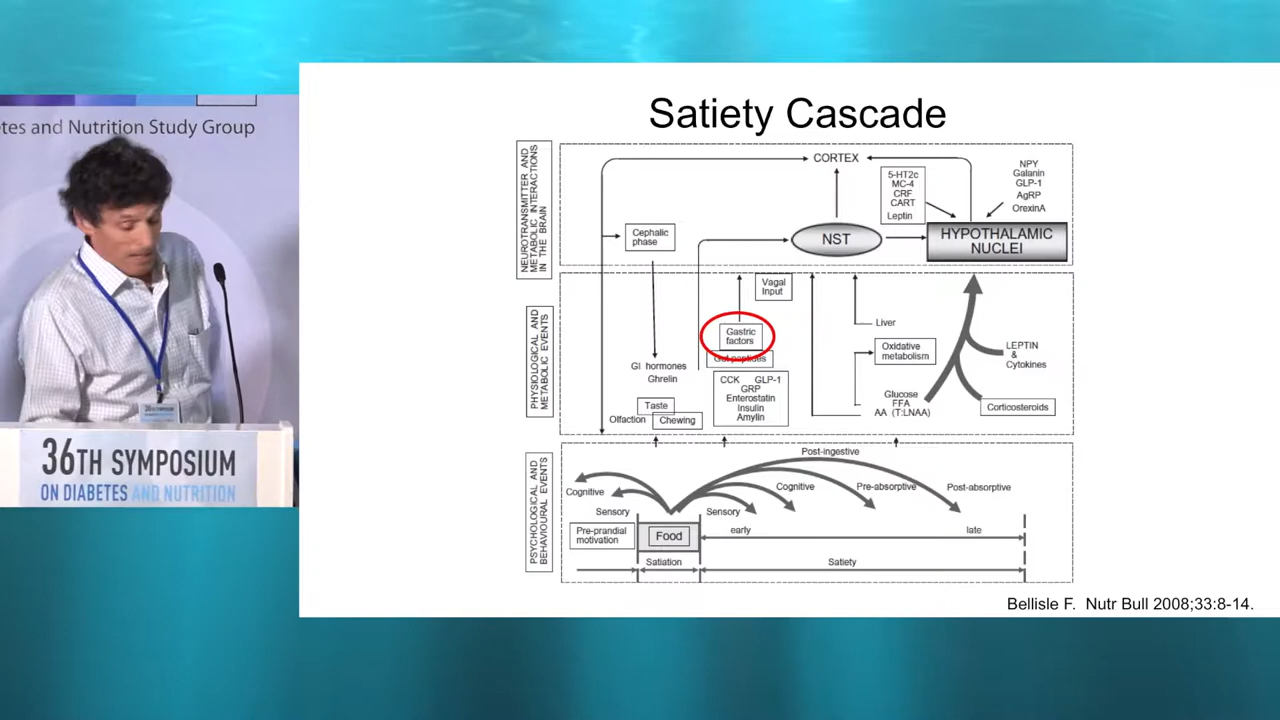 etes and Nutrition Study Group
36TH SYMPOSIUM
ON DIABETES AND NUTRITION
Satiety Cascade
NEUROTRANSMITTER AND
METABOLIC INTERACTIONS
IN THE BRAIN
CORTEX
5-HT2c
MC-4
CRF
CART
Leptin
NPY
Galanin
GLP-1
AgRP
OrexinA
Cephalic
phase
NST
HYPOTHALAMIC
NUCLEI
PHYSIOLOGICAL AND
METABOLIC EVENTS
Vagal
Input
Gastric
factors
Gut peptides
GI hormones
Ghrelin
CCK GLP-1
GRP
Enterostatin
Insulin
Amylin
Taste
Olfaction
Chewing
Liver
Oxidative
metabolism
Glucose
FFA
AA (T:LNAA)
LEPTIN
&
Cytokines
Corticosteroids
PSYCHOLOGICAL AND
BEHAVIOURAL EVENTS
Post-ingestive
Cognitive
Sensory
Sensory
Cognitive
Pre-absorptive
Post-absorptive
Pre-prandial
motivation
Food
early
late
Satiation
Satiety
Bellisle F. Nutr Bull 2008;33:8-14.